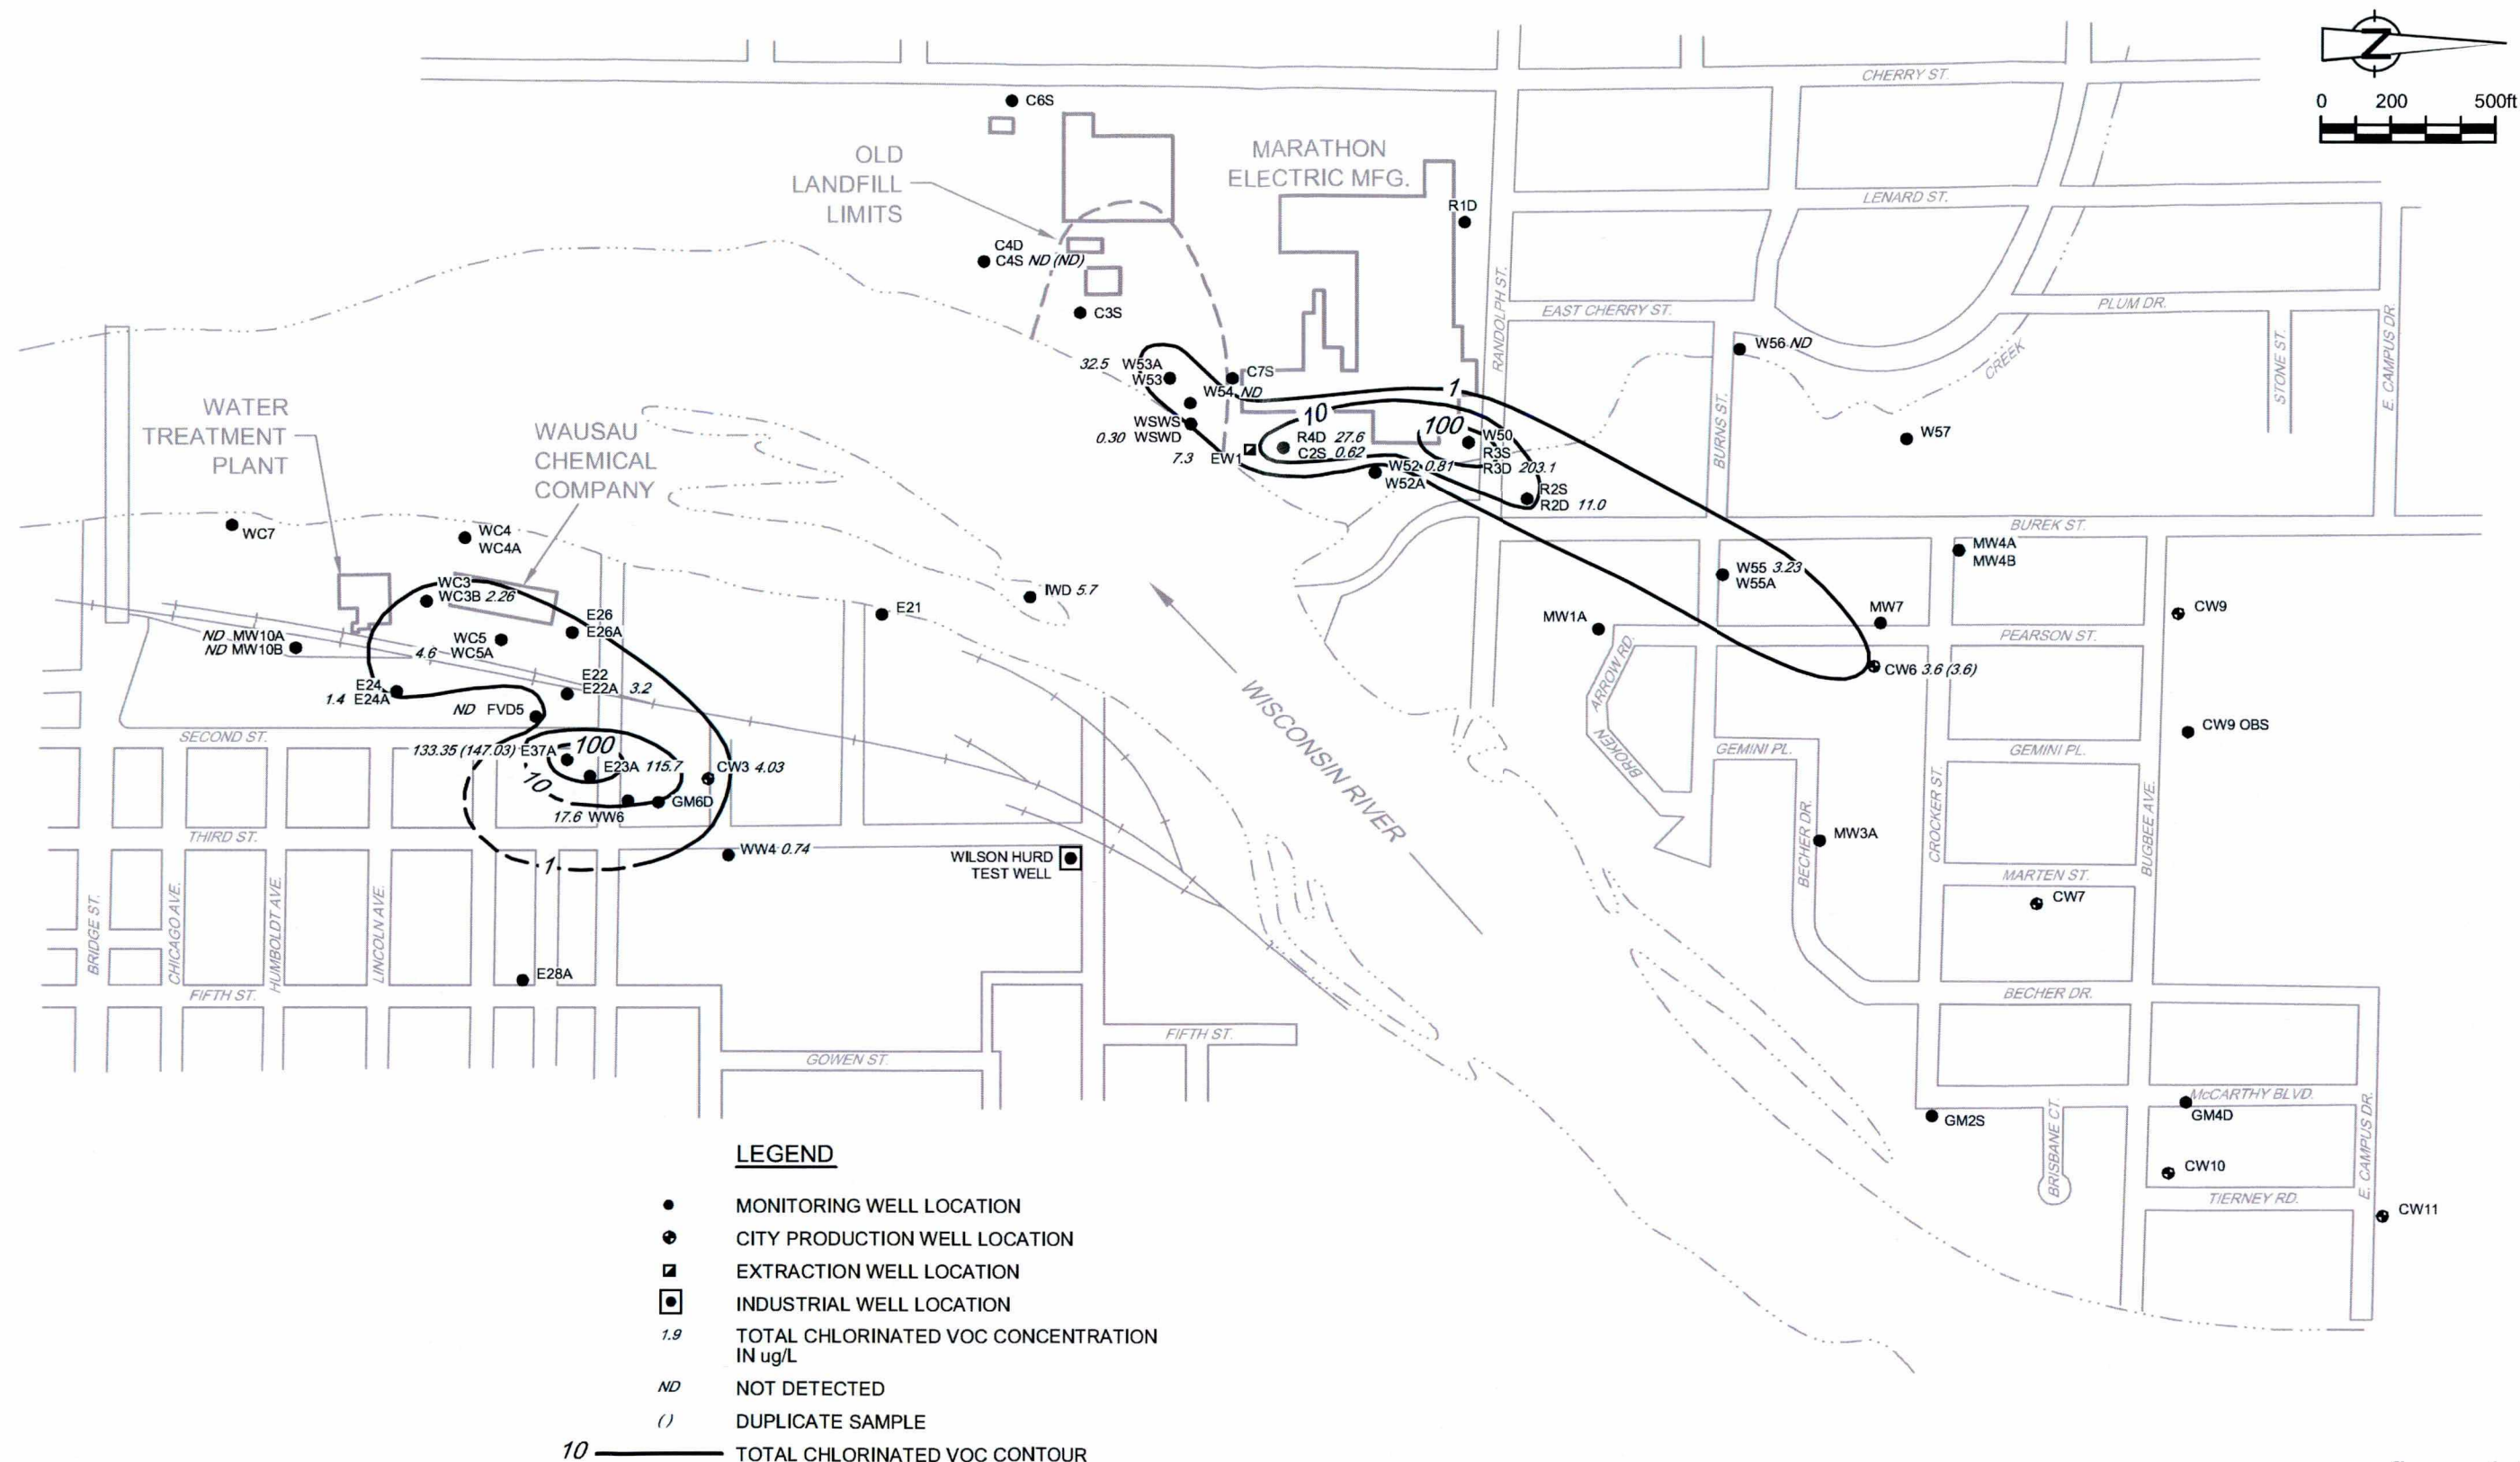 Z
0 200 500ft
CHERRY ST.
C6S
OLD
LANDFILL
LIMITS
MARATHON
ELECTRIC MFG.
R1D
LENARD ST.
C4D
C4S ND (ND)
C3S
RANDOLPH ST.
EAST CHERRY ST.
PLUM DR.
STONE ST.
E. CAMPUS DR.
W56 ND
CREEK
BURNS ST.
W57
32.5 W53A
W53
C7S
W54 ND
WSWS
0.30 WSWD
7.3 EW1
1
10
100
R4D 27.6
C2S 0.62
W50
R3S
R3D 203.1
W52 0.81
W52A
R2S
R2D 11.0
BUREK ST.
WATER
TREATMENT
PLANT
WAUSAU
CHEMICAL
COMPANY
WC7
WC4
WC4A
WC3
WC3B 2.26
E26
E26A
ND MW10A
ND MW10B
WC5
4.6 WC5A
E22
E22A 3.2
E24
1.4 E24A
ND FVD5
E21
IWD 5.7
WISCONSIN RIVER
MW4A
MW4B
W55 3.23
W55A
MW7
MW1A
CW9
PEARSON ST.
CW6 3.6 (3.6)
CW9 OBS
ARROW RD.
BROKEN
GEMINI PL.
GEMINI PL.
SECOND ST.
133.35 (147.03) E37A
100
E23A 115.7
10
CW3 4.03
GM6D
17.6 WW6
THIRD ST.
1
WW4 0.74
WILSON HURD
TEST WELL
BECHER DR.
MW3A
CROCKER ST.
BUGBEE AVE.
MARTEN ST.
CW7
BRIDGE ST.
CHICAGO AVE.
HUMBOLDT AVE.
LINCOLN AVE.
E28A
FIFTH ST.
BECHER DR.
FIFTH ST.
GOWEN ST.
McCARTHY BLVD.
GM4D
GM2S
BRISBANE CT.
E. CAMPUS DR.
CW10
TIERNEY RD.
CW11
LEGEND
MONITORING WELL LOCATION
CITY PRODUCTION WELL LOCATION
EXTRACTION WELL LOCATION
INDUSTRIAL WELL LOCATION
1.9 TOTAL CHLORINATED VOC CONCENTRATION
IN ug/L
ND NOT DETECTED
() DUPLICATE SAMPLE
10 TOTAL CHLORINATED VOC CONTOUR